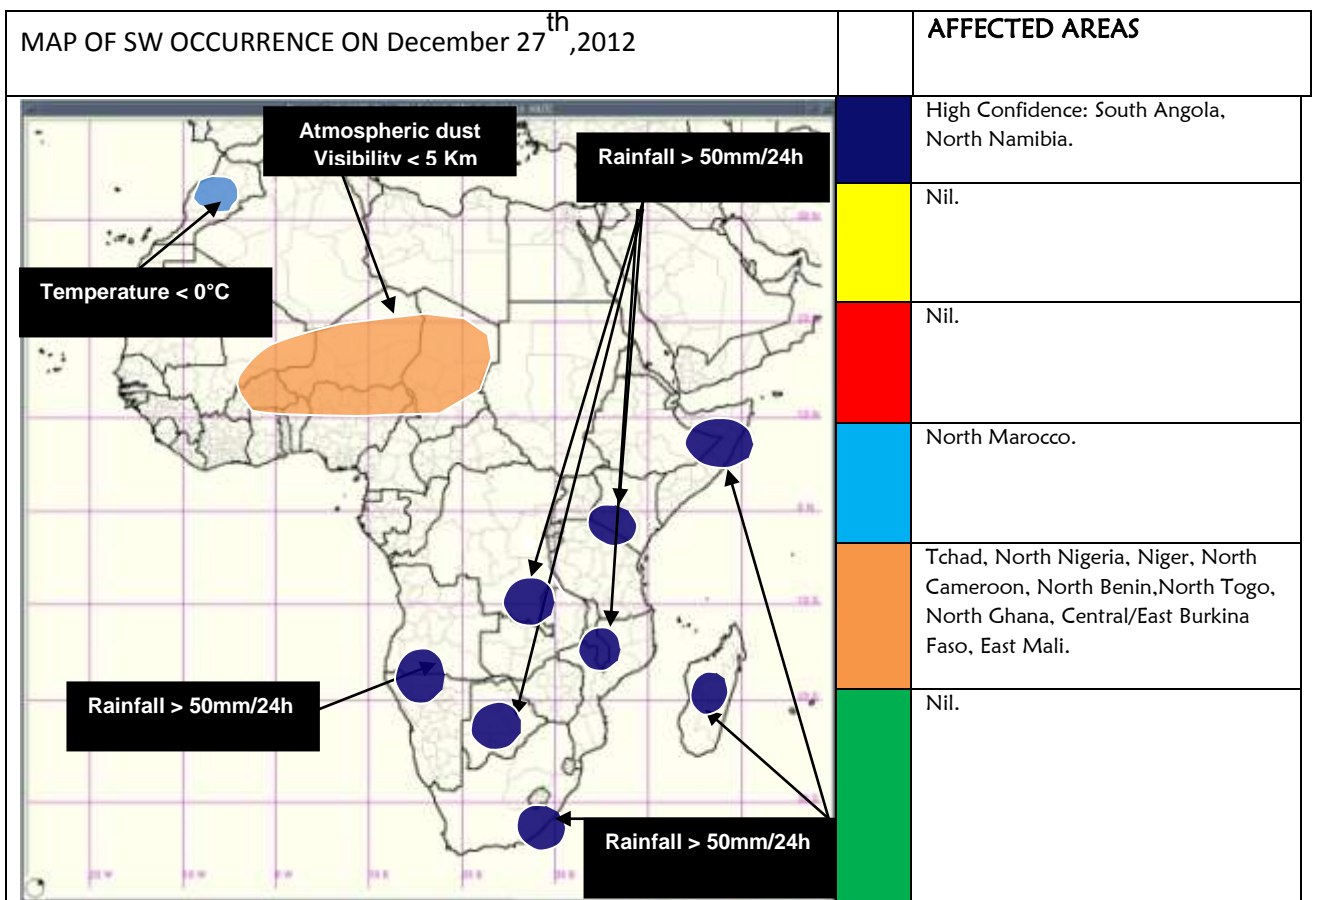 MAP OF SW OCCURRENCE ON December 27th,2012
AFFECTED AREAS
Atmospheric dust
Visibility < 5 Km
Rainfall > 50mm/24h
Temperature < 0°C
Rainfall > 50mm/24h
Rainfall > 50mm/24h
High Confidence: South Angola,
North Namibia.
Nil.
Nil.
North Marocco.
Tchad, North Nigeria, Niger, North
Cameroon, North Benin,North Togo,
North Ghana, Central/East Burkina
Faso, East Mali.
Nil.